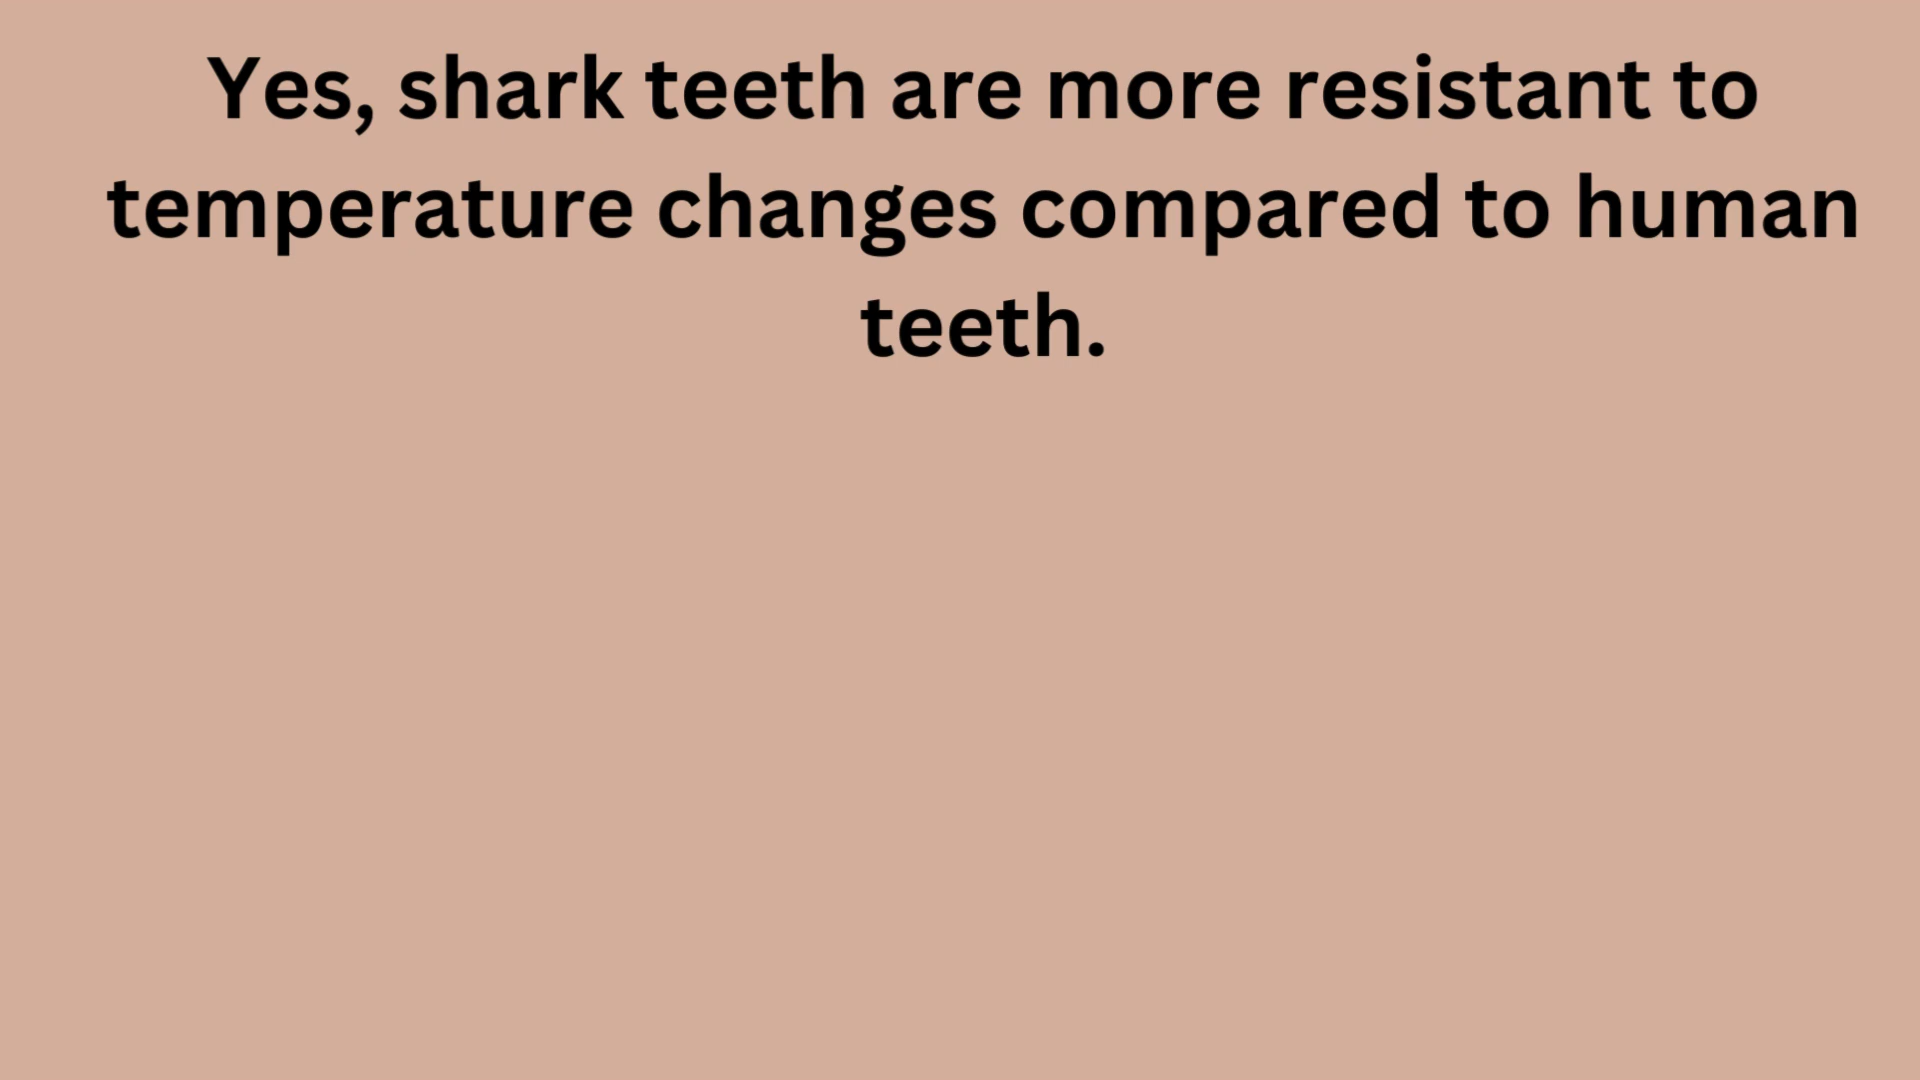 Yes, shark teeth are more resistant to
temperature changes compared to human
teeth.